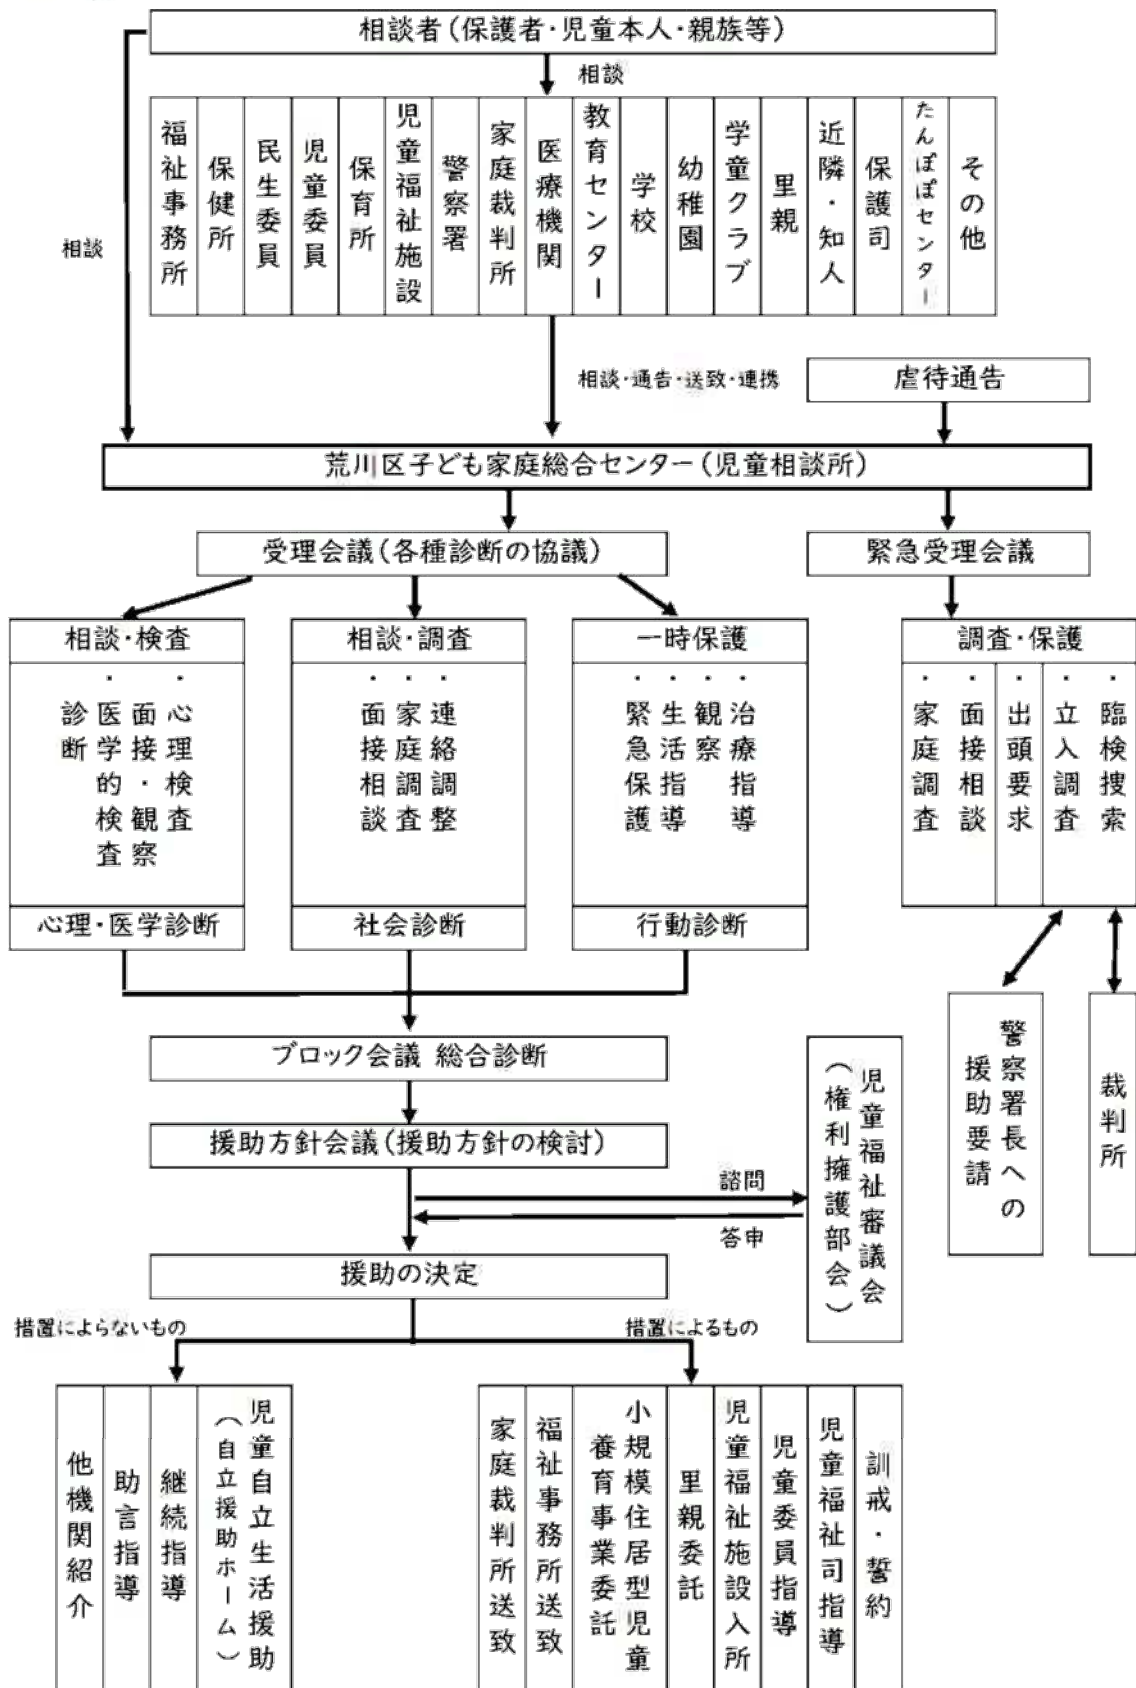 相談者(保護者・児童本人・親族等)
相談
相談
福祉事務所
保健所
民生委員
児童委員
保育所
児童福祉施設
警察署
家庭裁判所
医療機関
教育センター
学校
幼稚園
学童クラブ
里親
近隣・知人
保護司
たんぽぽセンター
その他
相談・通告・送致・連携
虐待通告
荒川区子ども家庭総合センター(児童相談所)
受理会議(各種診断の協議)
緊急受理会議
相談・検査
・心理検査
面接・観察
・医学的検査
診断
心理・医学診断
相談・調査
・面接相談
・家庭調査
・連絡調整
社会診断
一時保護
・緊急保護
・生活指導
・観察
・治療指導
行動診断
調査・保護
・家庭調査
・面接相談
・出頭要求
・立入調査
・臨検捜索
警察署長への
援助要請
裁判所
ブロック会議 総合診断
援助方針会議(援助方針の検討)
諮問
答申
児童福祉審議会
(権利擁護部会)
援助の決定
措置によらないもの
措置によるもの
他機関紹介
助言指導
継続指導
児童自立生活援助
(自立援助ホーム)
家庭裁判所送致
福祉事務所送致
小規模住居型児童
養育事業委託
里親委託
児童福祉施設入所
児童委員指導
児童福祉司指導
訓戒・誓約